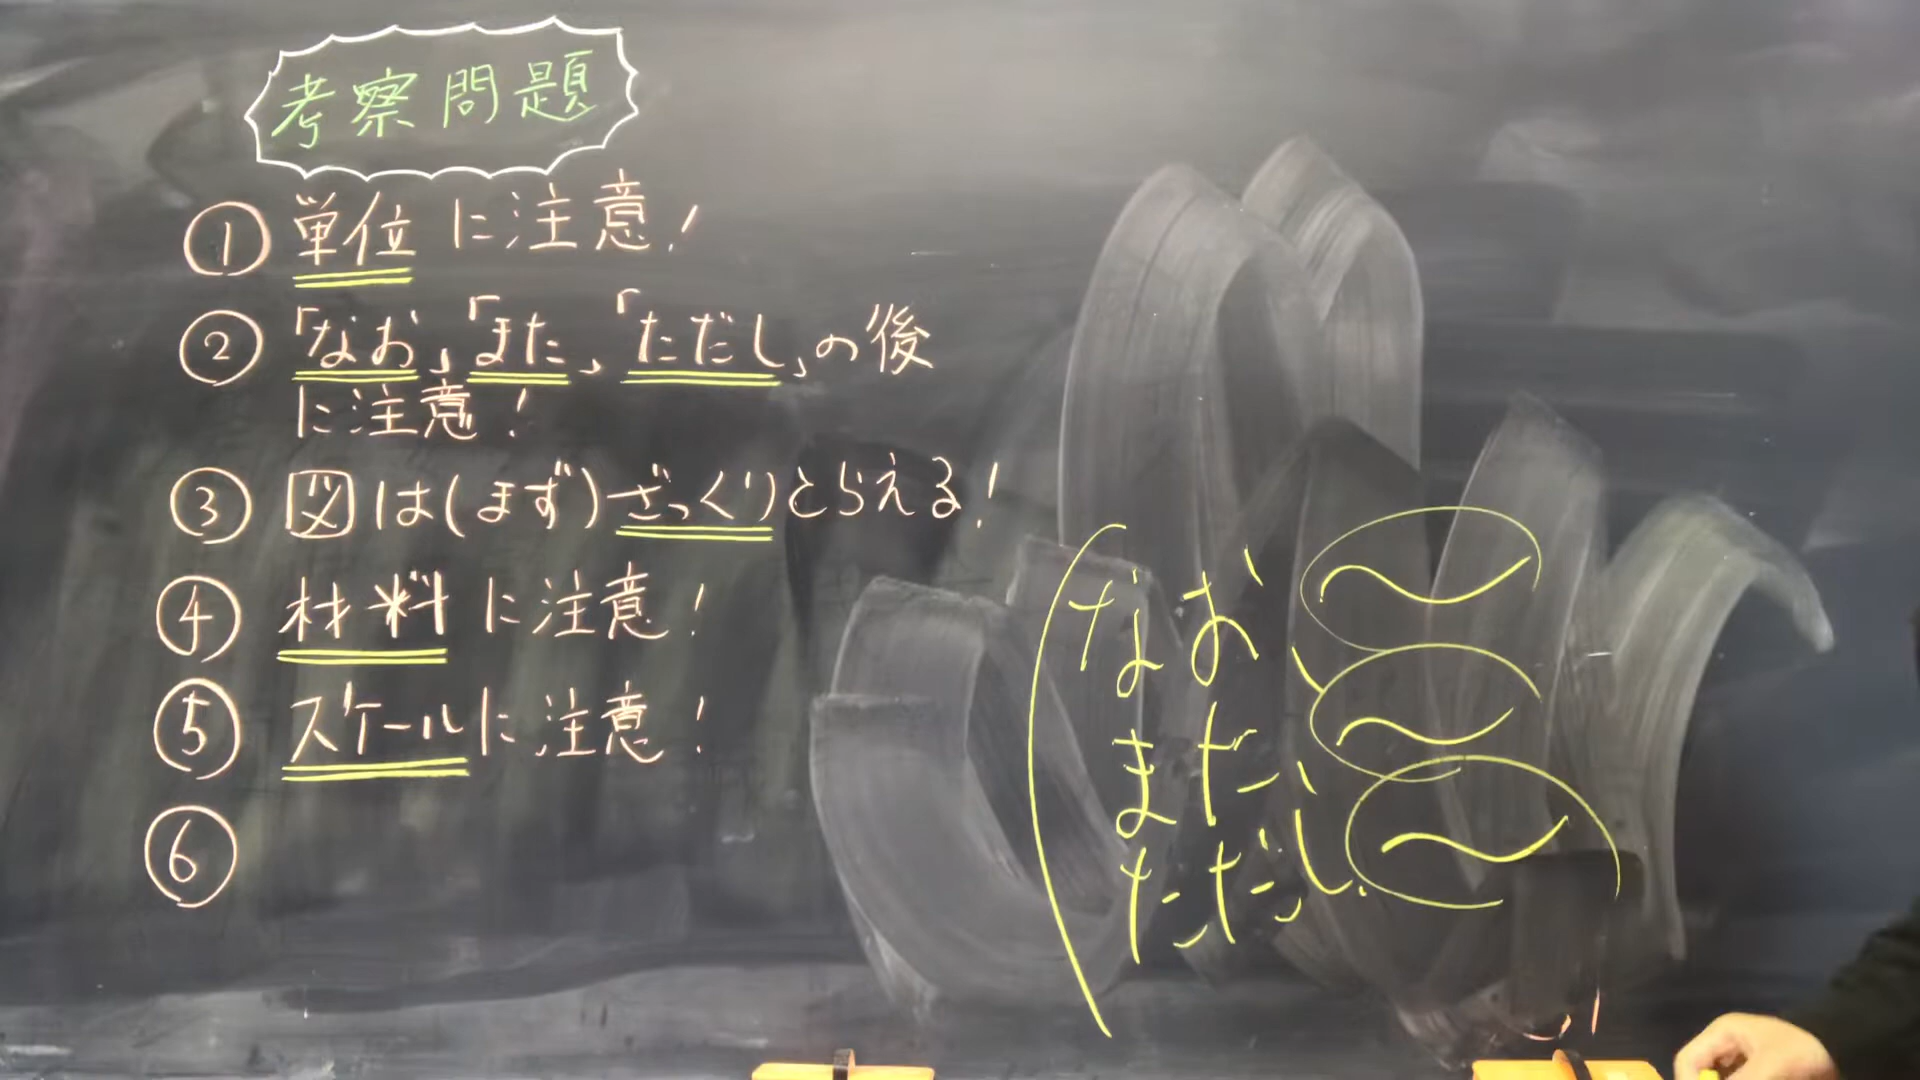 考察問題
① 単位に注意!
②「なお」「また」「ただし」の後
に注意!
③ 図は(まず)ざっくりとらえる!
④ 材料に注意!
⑤ スケールに注意!
⑥
(なお、
また、
ただし、